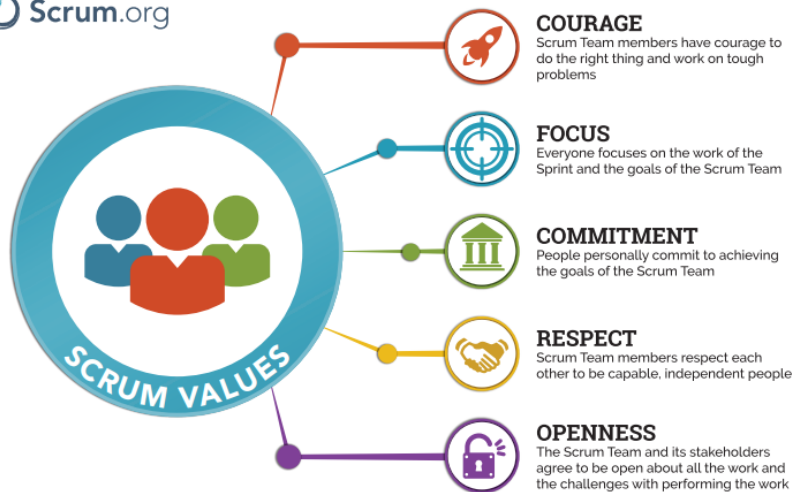 Scrum.org
COURAGE
Scrum Team members have courage to
do the right thing and work on tough
problems
FOCUS
Everyone focuses on the work of the
Sprint and the goals of the Scrum Team
COMMITMENT
People personally commit to achieving
the goals of the Scrum Team
RESPECT
Scrum Team members respect each
other to be capable, independent people
OPENNESS
The Scrum Team and its stakeholders
agree to be open about all the work and
the challenges with performing the work
SCRUM VALUES